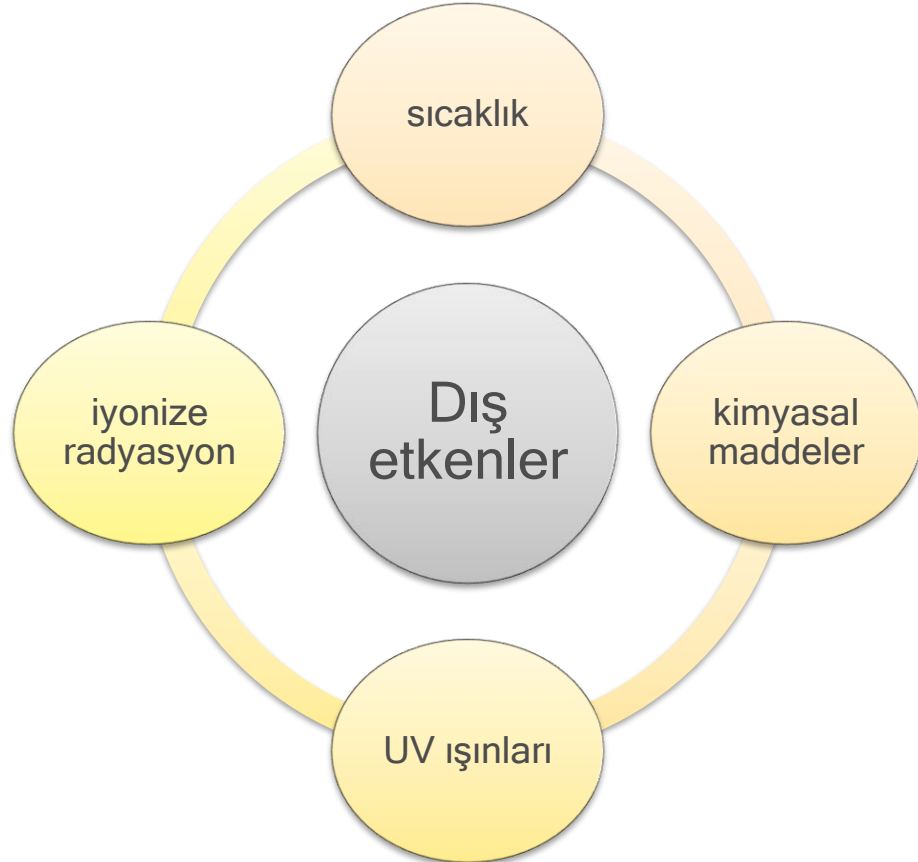 sıcaklık
iyonize
radyasyon
Dış
etkenler
kimyasal
maddeler
UV ışınları